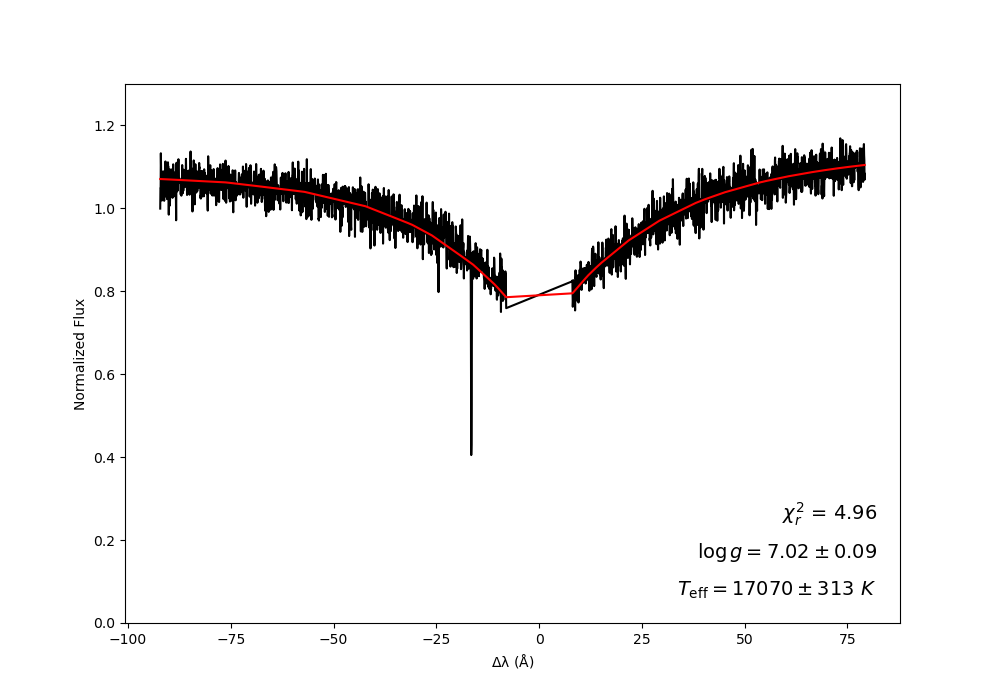 1.2
1.0
0.8
0.6
0.4
0.2
0.0
Normalized Flux
χ²ᵣ = 4.96
log g = 7.02 ± 0.09
T_eff = 17070 ± 313 K
−100 −75 −50 −25 0 25 50 75
Δλ (Å)